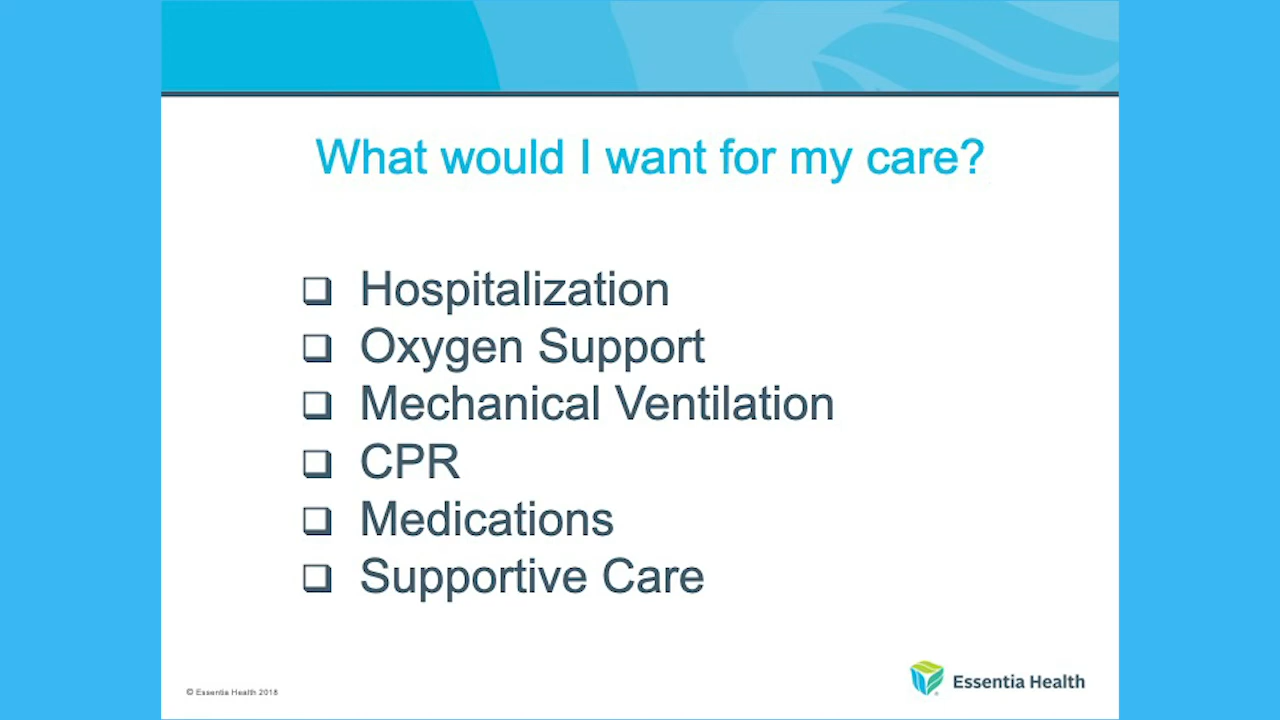 What would I want for my care?
Hospitalization
Oxygen Support
Mechanical Ventilation
CPR
Medications
Supportive Care
© Essentia Health 2018
Essentia Health